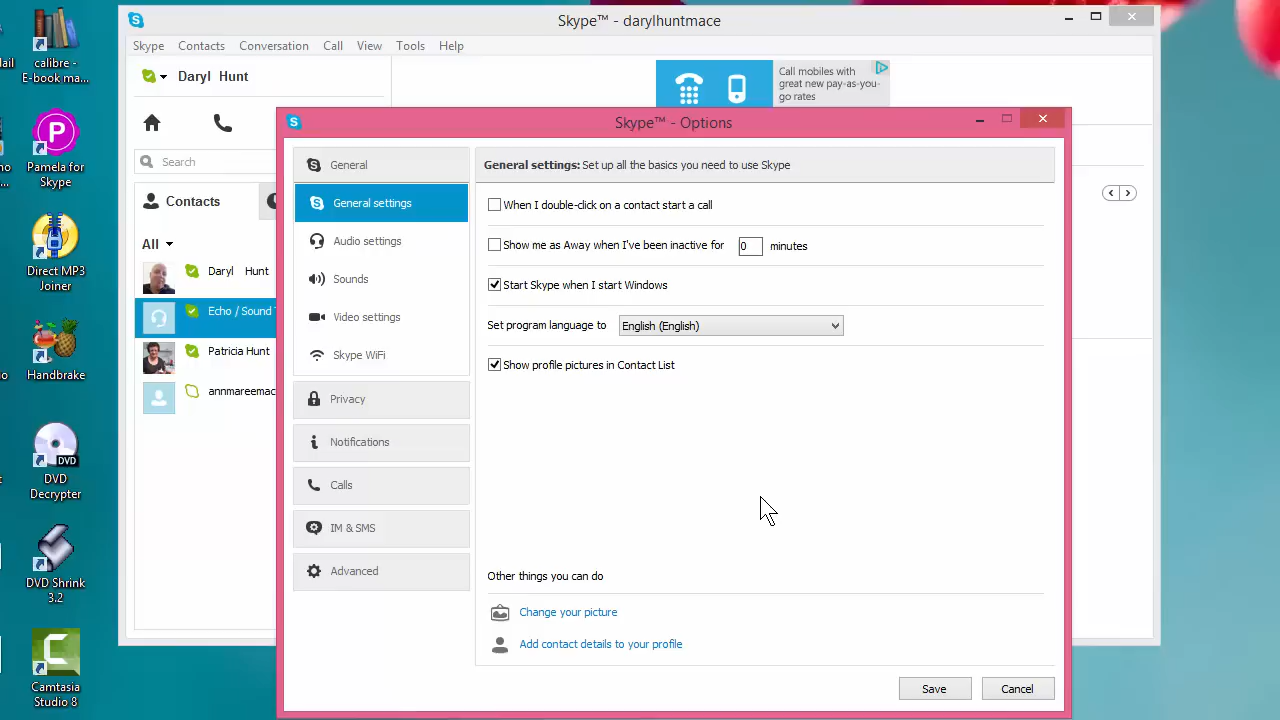 calibre -
E-book ma...
Pamela for
Skype
Direct MP3
Joiner
Handbrake
DVD
DVD
Decrypter
DVD Shrink
3.2
Camtasia
Studio 8
Skype™ - darylhuntmace
Skype Contacts Conversation Call View Tools Help
Daryl Hunt
Call mobiles with
great new pay-as-you-
go rates
Search
Contacts
All
Daryl Hunt
Echo / Sound
Patricia Hunt
annmareemac
Skype™ - Options
General
General settings
Audio settings
Sounds
Video settings
Skype WiFi
Privacy
Notifications
Calls
IM & SMS
Advanced
General settings: Set up all the basics you need to use Skype
When I double-click on a contact start a call
Show me as Away when I've been inactive for 0 minutes
Start Skype when I start Windows
Set program language to English (English)
Show profile pictures in Contact List
Other things you can do
Change your picture
Add contact details to your profile
Save Cancel